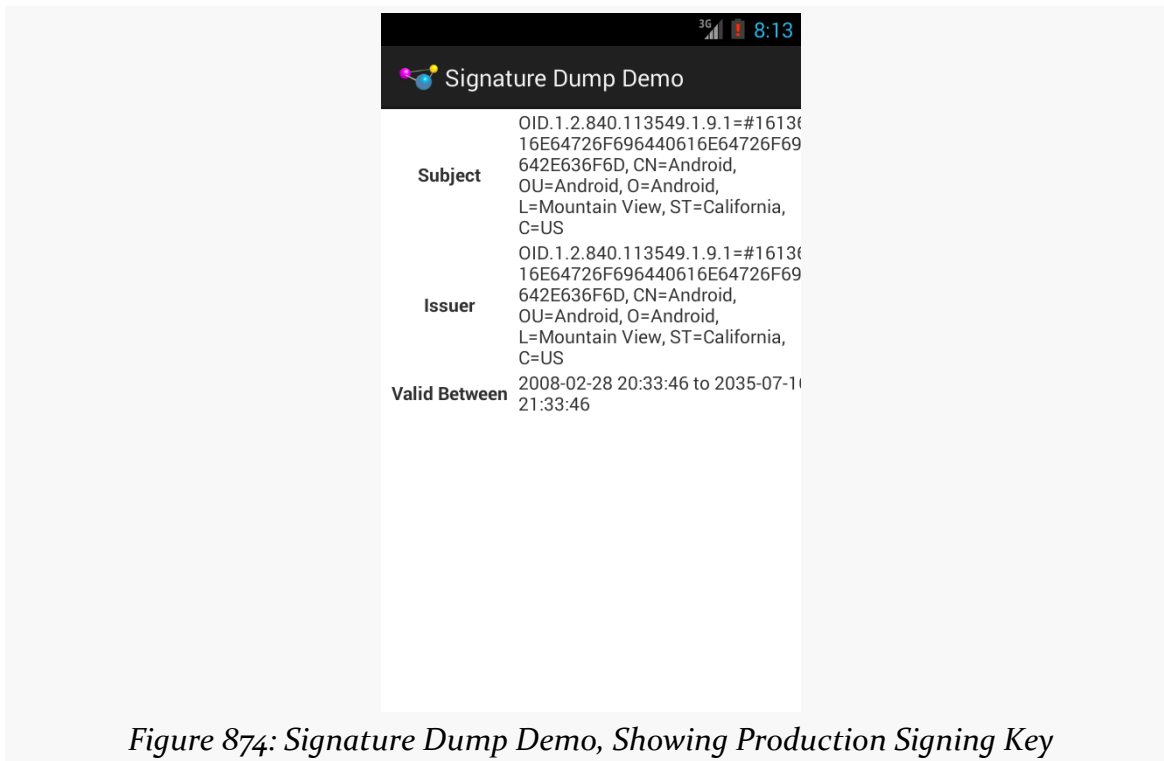 3G 8:13
Signature Dump Demo
Subject
OID.1.2.840.113549.1.9.1=#16136
16E64726F696440616E64726F69
642E636F6D, CN=Android,
OU=Android, O=Android,
L=Mountain View, ST=California,
C=US
Issuer
OID.1.2.840.113549.1.9.1=#16136
16E64726F696440616E64726F69
642E636F6D, CN=Android,
OU=Android, O=Android,
L=Mountain View, ST=California,
C=US
Valid Between
2008-02-28 20:33:46 to 2035-07-16
21:33:46
Figure 874: Signature Dump Demo, Showing Production Signing Key